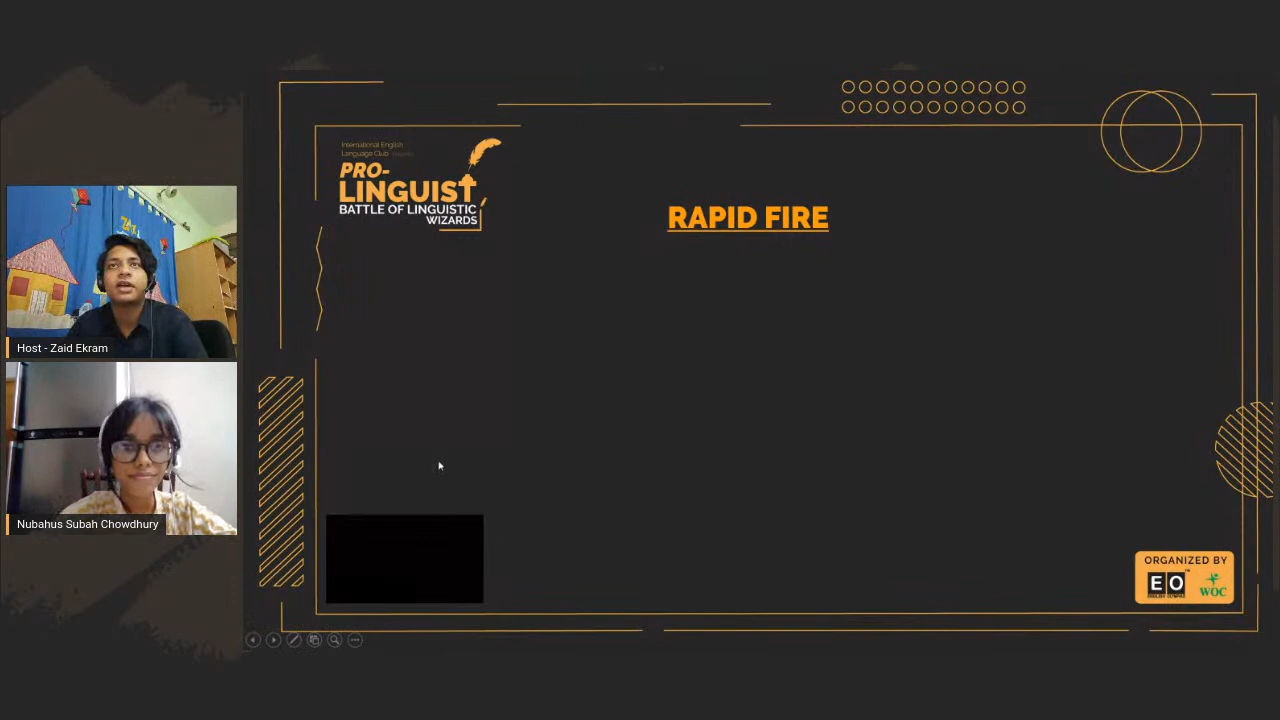 International English
Language Club
PRO-
LINGUIST
BATTLE OF LINGUISTIC
WIZARDS
RAPID FIRE
Host - Zaid Ekram
Nubahus Subah Chowdhury
ORGANIZED BY
EO
WOC